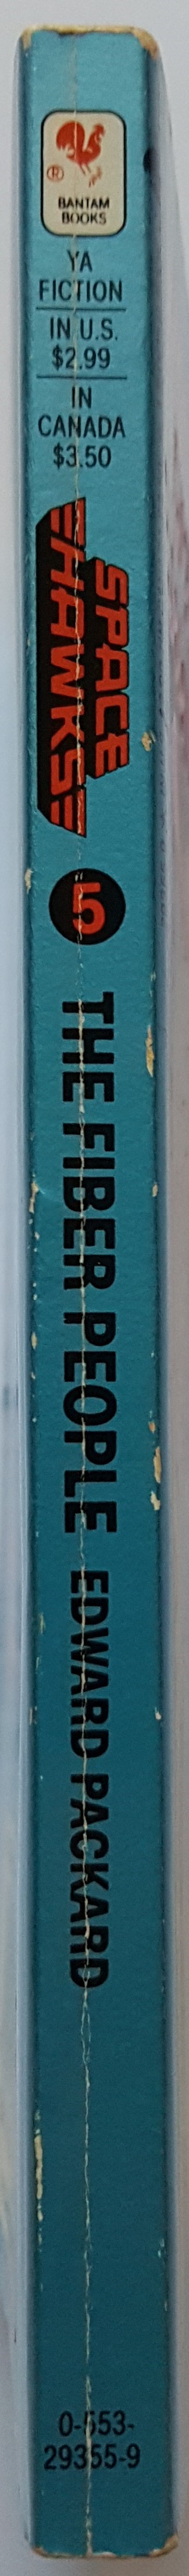 ®
BANTAM
BOOKS
YA
FICTION
IN U.S.
$2.99
IN
CANADA
$3.50
SPACE
HAWKS
5
THE FIBER PEOPLE
EDWARD PACKARD
0-553-
29355-9